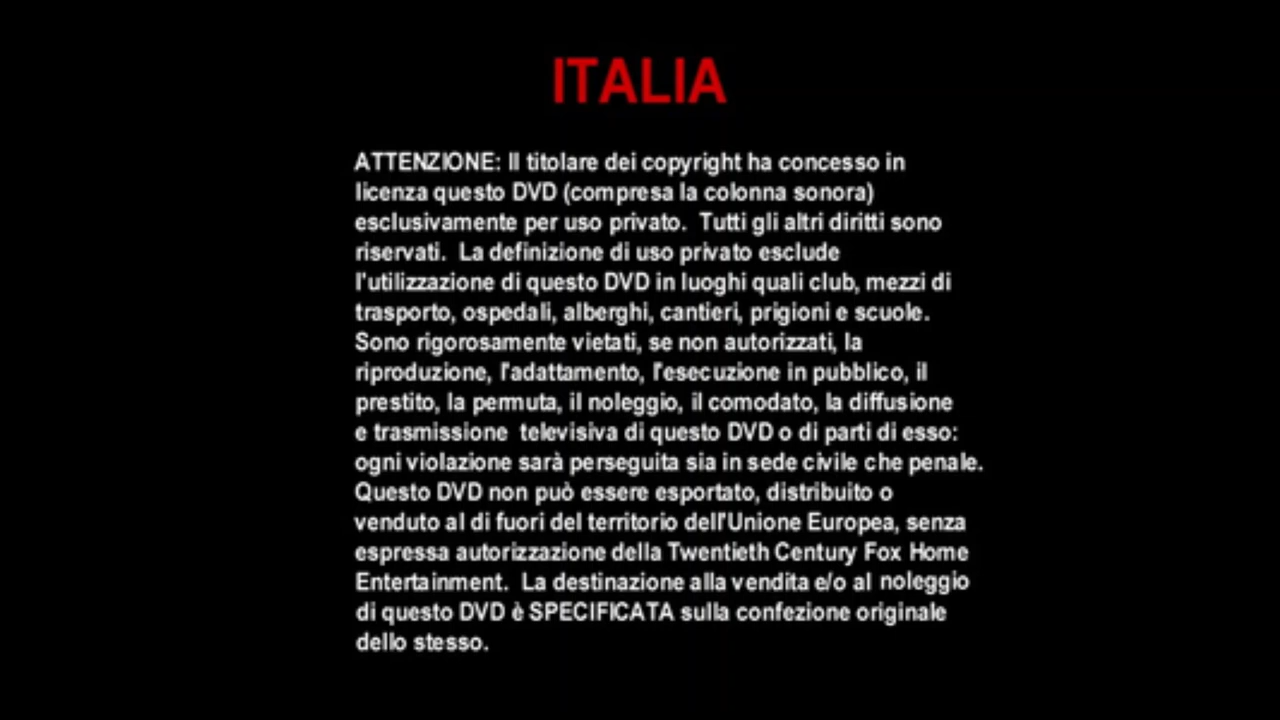 ITALIA
ATTENZIONE: Il titolare dei copyright ha concesso in
licenza questo DVD (compresa la colonna sonora)
esclusivamente per uso privato.  Tutti gli altri diritti sono
riservati.  La definizione di uso privato esclude
l'utilizzazione di questo DVD in luoghi quali club, mezzi di
trasporto, ospedali, alberghi, cantieri, prigioni e scuole.
Sono rigorosamente vietati, se non autorizzati, la
riproduzione, l'adattamento, l'esecuzione in pubblico, il
prestito, la permuta, il noleggio, il comodato, la diffusione
e trasmissione  televisiva di questo DVD o di parti di esso:
ogni violazione sarà perseguita sia in sede civile che penale.
Questo DVD non può essere esportato, distribuito o
venduto al di fuori del territorio dell'Unione Europea, senza
espressa autorizzazione della Twentieth Century Fox Home
Entertainment.  La destinazione alla vendita e/o al noleggio
di questo DVD è SPECIFICATA sulla confezione originale
dello stesso.